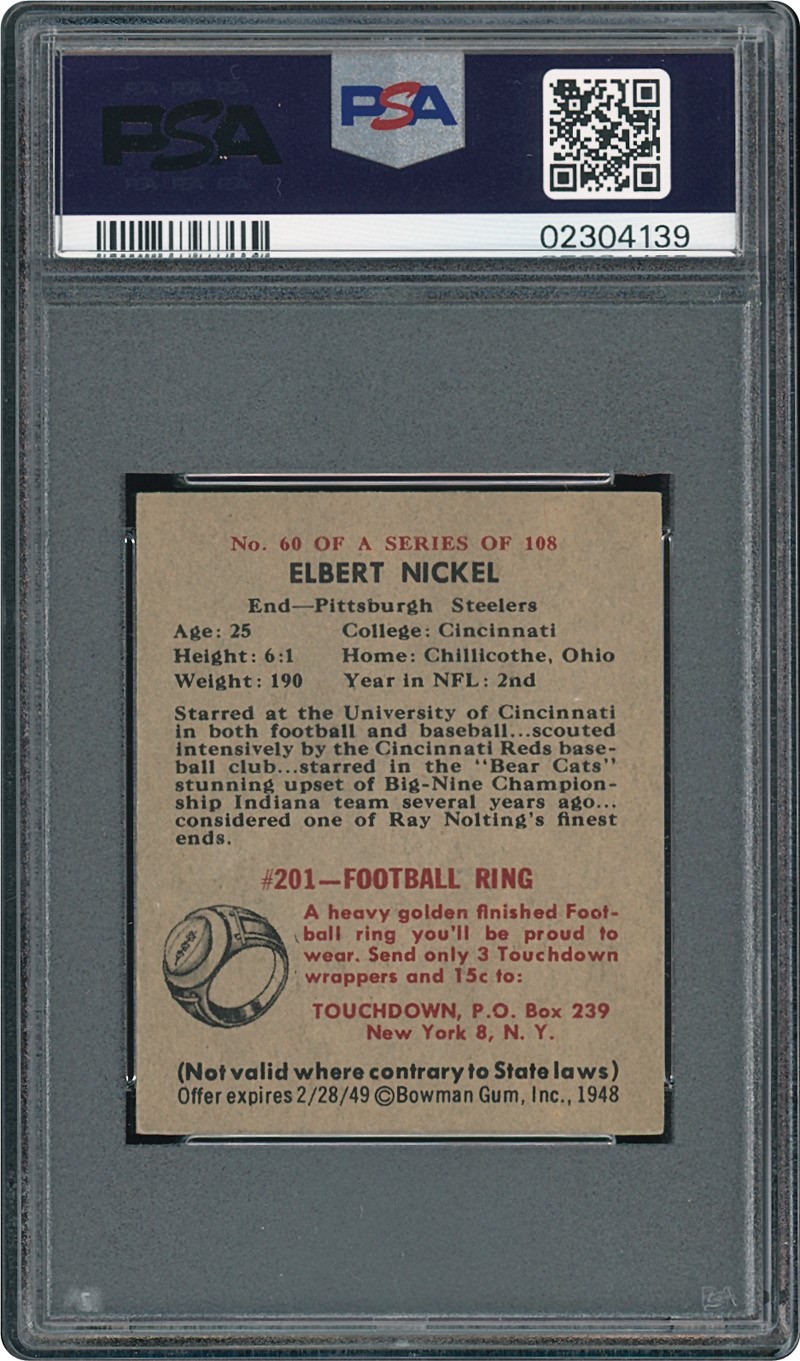 PSA
PSA
02304139
No. 60 OF A SERIES OF 108
ELBERT NICKEL
End—Pittsburgh Steelers
Age: 25 College: Cincinnati
Height: 6:1 Home: Chillicothe, Ohio
Weight: 190 Year in NFL: 2nd
Starred at the University of Cincinnati
in both football and baseball...scouted
intensively by the Cincinnati Reds base-
ball club...starred in the "Bear Cats"
stunning upset of Big-Nine Champion-
ship Indiana team several years ago...
considered one of Ray Nolting's finest
ends.
#201—FOOTBALL RING
A heavy golden finished Foot-
ball ring you'll be proud to
wear. Send only 3 Touchdown
wrappers and 15c to:
TOUCHDOWN, P.O. Box 239
New York 8, N. Y.
(Not valid where contrary to State laws)
Offer expires 2/28/49 ©Bowman Gum, Inc., 1948